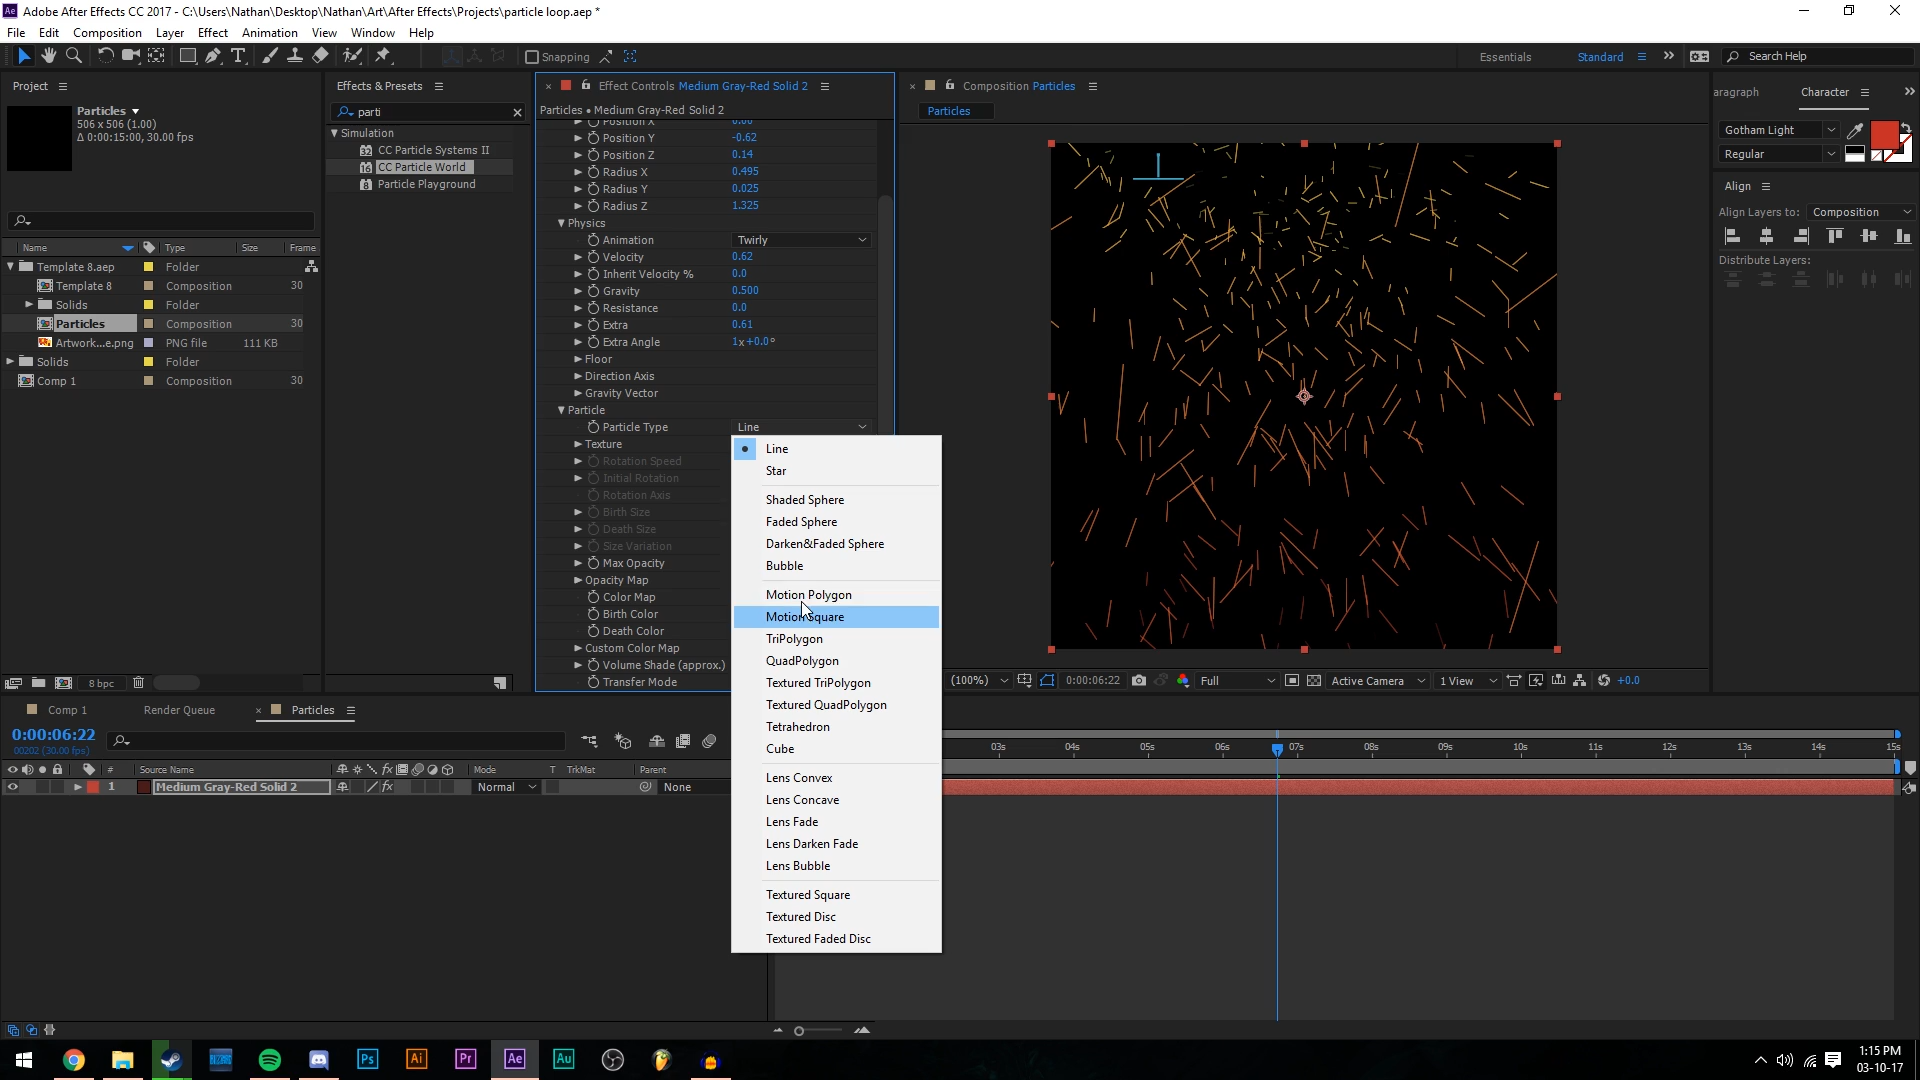 Adobe After Effects CC 2017 - C:\Users\Nathan\Desktop\Nathan\Art\After Effects\Projects\particle loop.aep *
File Edit Composition Layer Effect Animation View Window Help
Snapping Essentials Standard Search Help
Project
Particles
506 x 506 (1.00)
Δ 0:00:15:00, 30.00 fps
Name Type Size Frame
Template 8.aep Folder
Template 8 Composition 30
Solids Folder
Particles Composition 30
Artwork...e.png PNG file 111 KB
Solids Folder
Comp 1 Composition 30
8 bpc
Effects & Presets
parti
Simulation
CC Particle Systems II
CC Particle World
Particle Playground
Effect Controls Medium Gray-Red Solid 2
Particles • Medium Gray-Red Solid 2
Position X 0.00
Position Y -0.62
Position Z 0.14
Radius X 0.495
Radius Y 0.025
Radius Z 1.325
Physics
Animation Twirly
Velocity 0.62
Inherit Velocity % 0.0
Gravity 0.500
Resistance 0.0
Extra 0.61
Extra Angle 1x+0.0°
Floor
Direction Axis
Gravity Vector
Particle
Particle Type Line
Texture
Rotation Speed
Initial Rotation
Rotation Axis
Birth Size
Death Size
Size Variation
Max Opacity
Opacity Map
Color Map
Birth Color
Death Color
Custom Color Map
Volume Shade (approx.)
Transfer Mode
Line
Star
Shaded Sphere
Faded Sphere
Darken&Faded Sphere
Bubble
Motion Polygon
Motion Square
TriPolygon
QuadPolygon
Textured TriPolygon
Textured QuadPolygon
Tetrahedron
Cube
Lens Convex
Lens Concave
Lens Fade
Lens Darken Fade
Lens Bubble
Textured Square
Textured Disc
Textured Faded Disc
Composition Particles
Particles
(100%) 0:00:06:22 Full Active Camera 1 View +0.0
aragraph Character
Gotham Light
Regular
Align
Align Layers to: Composition
Distribute Layers:
Comp 1 Render Queue Particles
0:00:06:22
00202 (30.00 fps)
# Source Name Mode T TrkMat Parent
1 Medium Gray-Red Solid 2 fx Normal None
03s 04s 05s 06s 07s 08s 09s 10s 11s 12s 13s 14s 15s
Ps Ai Pr Ae Au
1:15 PM
03-10-17